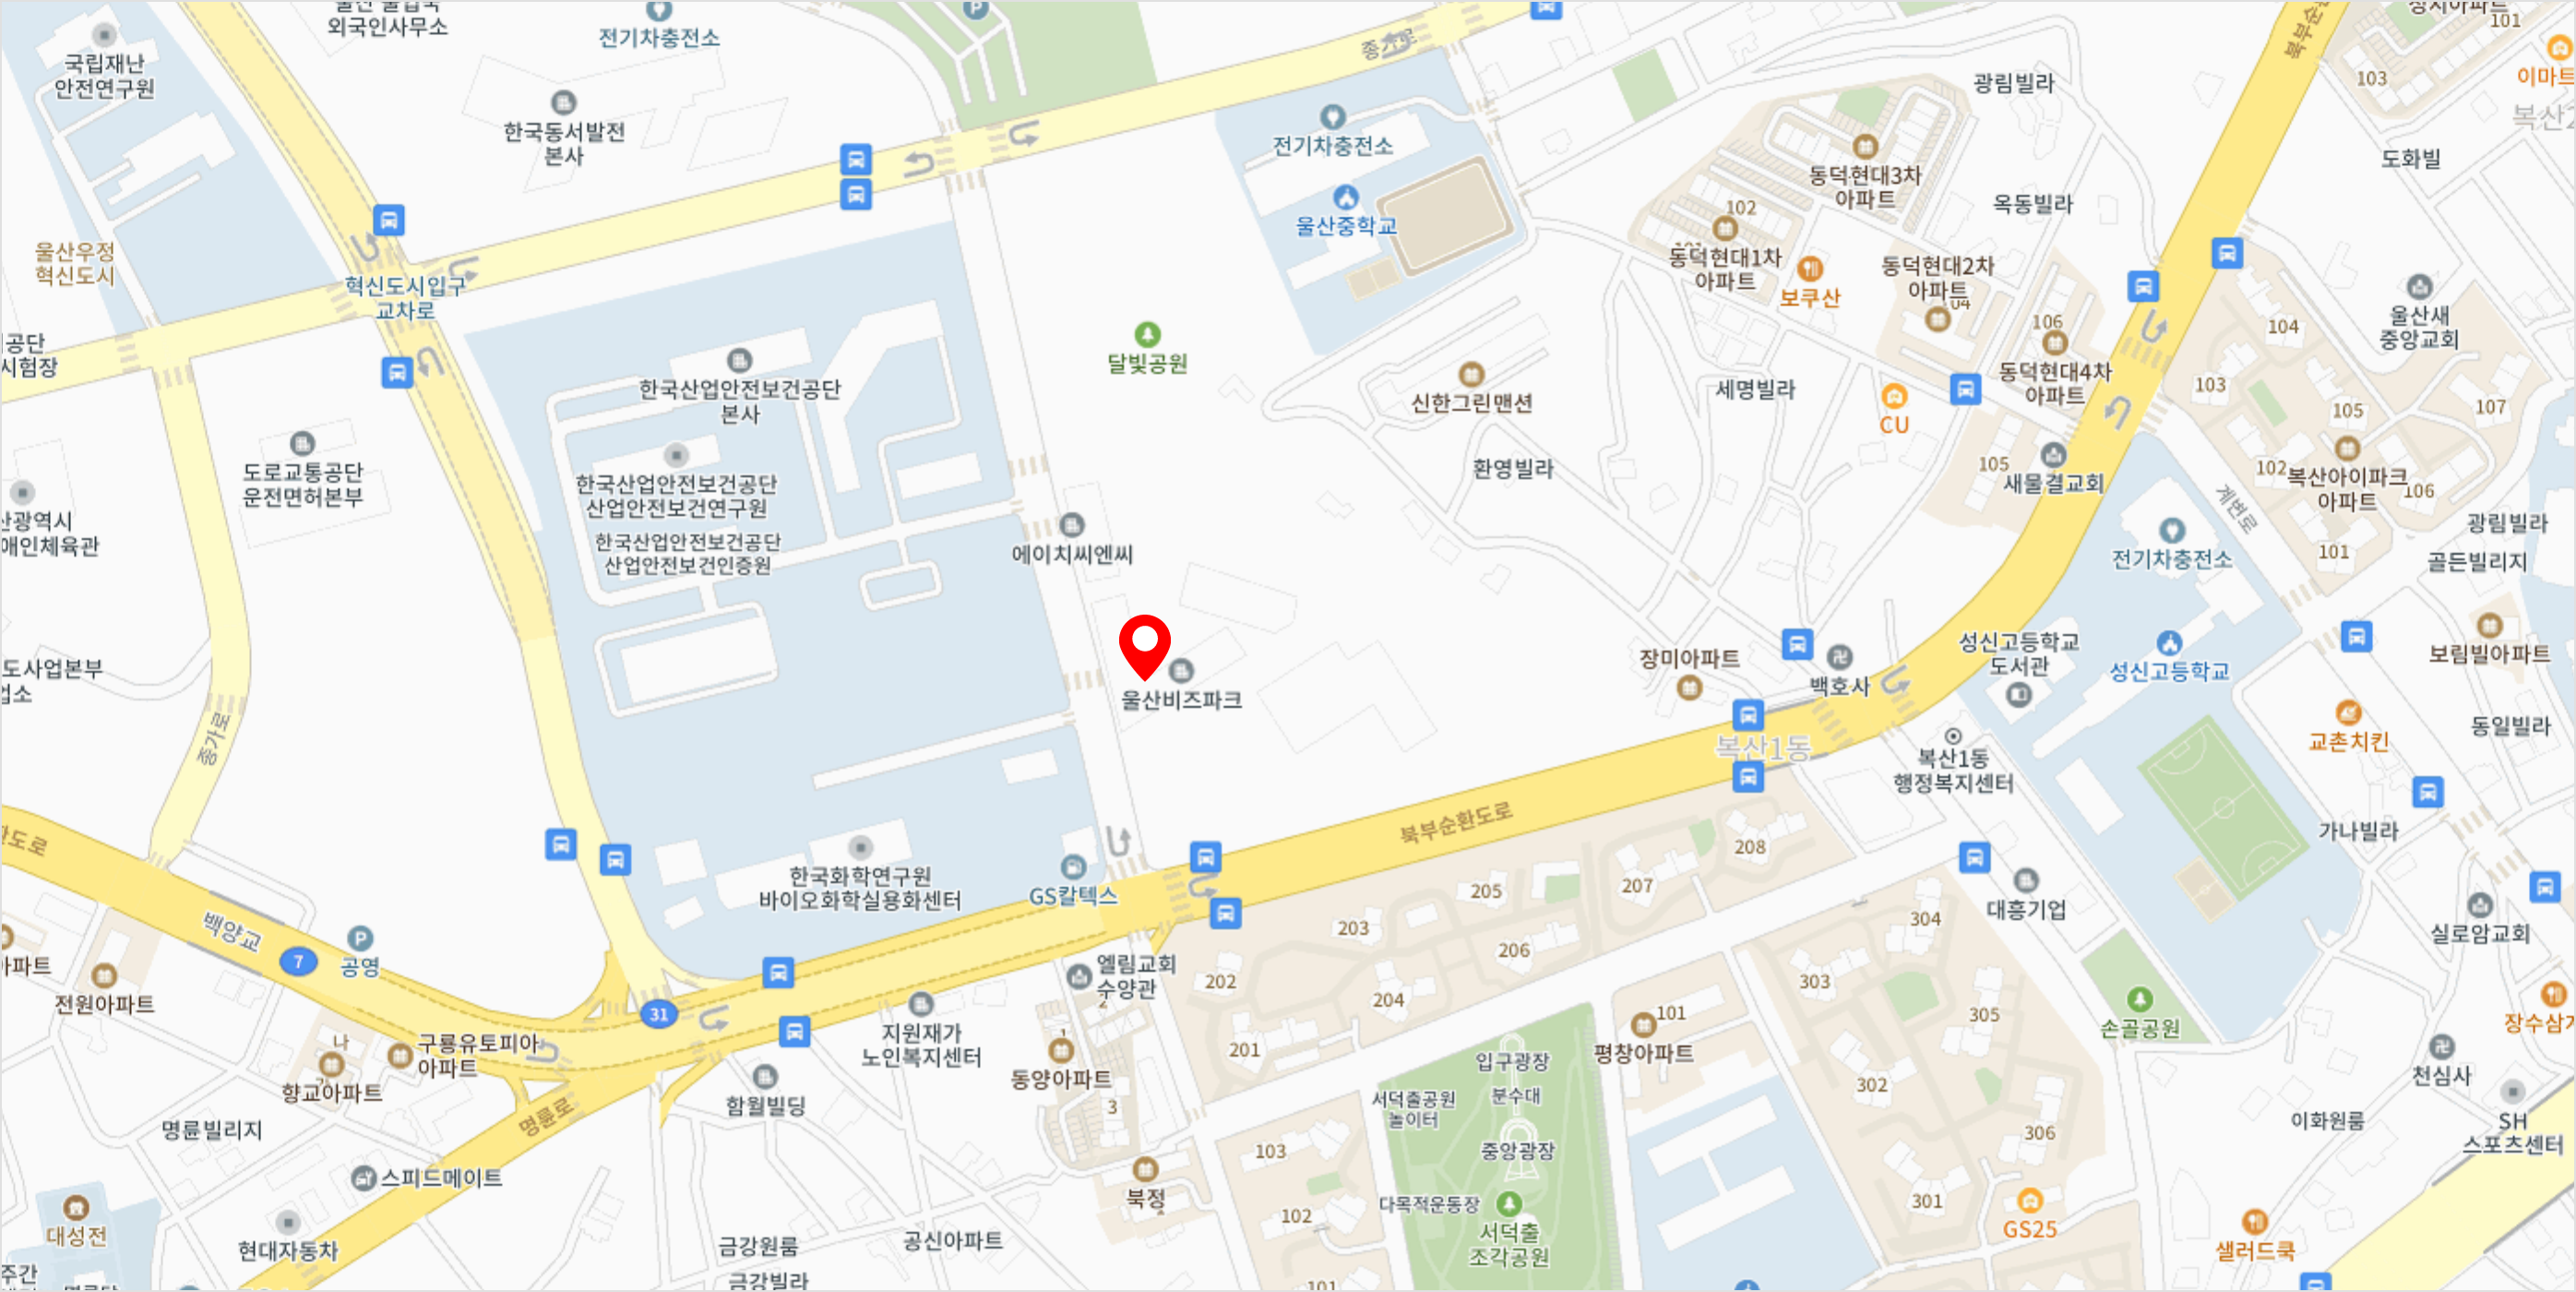 외국인사무소
전기차충전소
P
종가로
북부순
101
국립재난
안전연구원
103
이마트
광림빌라
한국동서발전
본사
전기차충전소
도화빌
동덕현대3차
아파트
울산중학교
102
옥동빌라
울산우정
혁신도시
동덕현대1차
아파트
동덕현대2차
아파트
04
보쿠산
혁신도시입구
교차로
106
104
울산새
중앙교회
공단
시험장
달빛공원
한국산업안전보건공단
본사
신한그린맨션
세명빌라
동덕현대4차
아파트
103
105
107
CU
도로교통공단
운전면허본부
한국산업안전보건공단
산업안전보건연구원
환영빌라
105
새물결교회
102
복산아이파크
아파트
106
계변로
산광역시
애인체육관
한국산업안전보건공단
산업안전보건인증원
에이치씨엔씨
전기차충전소
101
광림빌라
골든빌리지
도사업본부
업소
울산비즈파크
장미아파트
백호사
성신고등학교
도서관
성신고등학교
보림빌아파트
종가로
복산1동
복산1동
행정복지센터
교촌치킨
동일빌라
북부순환도로
가나빌라
환도로
한국화학연구원
바이오화학실용화센터
GS칼텍스
208
205
207
대흥기업
백양교
7
P
공영
203
206
304
실로암교회
아파트
전원아파트
엘림교회
수양관
2
202
204
303
305
31
지원재가
노인복지센터
101
평창아파트
손골공원
장수삼
나
구룡유토피아
아파트
향교아파트
1
동양아파트
201
입구광장
천심사
함월빌딩
3
서덕출공원
놀이터
분수대
302
명륜로
명륜빌리지
중앙광장
306
이화원룸
SH
스포츠센터
103
스피드메이트
북정
다목적운동장
301
대성전
현대자동차
102
서덕출
조각공원
GS25
샐러드쿡
금강원룸
공신아파트
주간
금강빌라
101